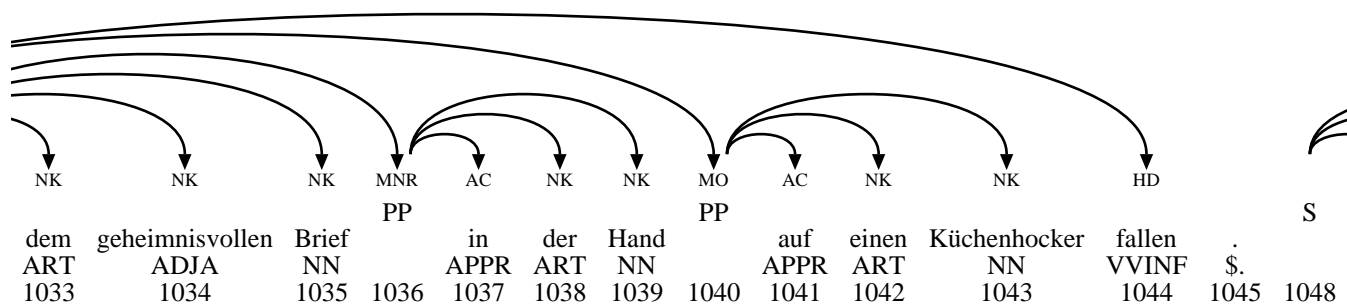 NK NK NK MNR AC NK NK MO AC NK NK HD
PP PP S
dem geheimnisvollen Brief in der Hand auf einen Küchenhocker fallen .
ART ADJA NN APPR ART NN APPR ART NN VVINF $.
1033 1034 1035 1036 1037 1038 1039 1040 1041 1042 1043 1044 1045 1048